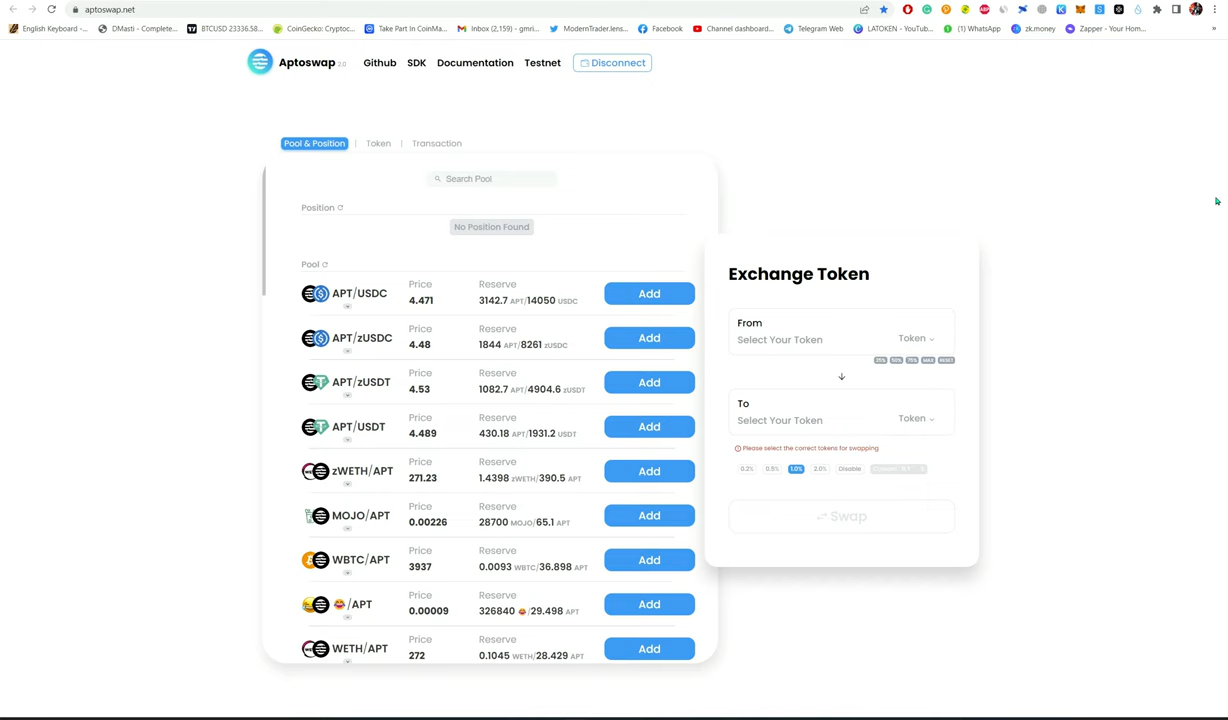 aptoswap.net
English Keyboard -...
DMasti - Complete...
BTCUSD 23336.58...
CoinGecko: Cryptoc...
Take Part In CoinMa...
Inbox (2,159) - gmri...
ModernTrader.lens...
Facebook
Channel dashboard...
Telegram Web
LATOKEN - YouTub...
(1) WhatsApp
zk.money
Zapper - Your Hom...
Aptoswap 2.0
Github
SDK
Documentation
Testnet
Disconnect
Pool & Position | Token | Transaction
Search Pool
Position
No Position Found
Pool
APT/USDC
Price
4.471
Reserve
3142.7 APT/14050 USDC
Add
APT/zUSDC
Price
4.48
Reserve
1844 APT/8261 zUSDC
Add
APT/zUSDT
Price
4.53
Reserve
1082.7 APT/4904.6 zUSDT
Add
APT/USDT
Price
4.489
Reserve
430.18 APT/1931.2 USDT
Add
zWETH/APT
Price
271.23
Reserve
1.4398 zWETH/390.5 APT
Add
MOJO/APT
Price
0.00226
Reserve
28700 MOJO/65.1 APT
Add
WBTC/APT
Price
3937
Reserve
0.0093 WBTC/36.898 APT
Add
/APT
Price
0.00009
Reserve
326840 /29.498 APT
Add
WETH/APT
Price
272
Reserve
0.1045 WETH/28.429 APT
Add
Exchange Token
From
Select Your Token
Token
25% 50% 75% MAX RESET
To
Select Your Token
Token
Please select the correct tokens for swapping
0.2% 0.5% 1.0% 2.0% Disable
Swap